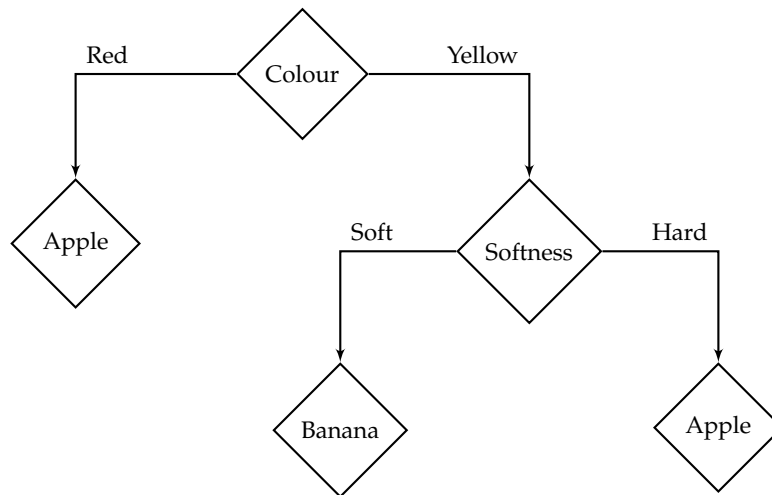 Red
Yellow
Colour
Apple
Soft
Hard
Softness
Banana
Apple